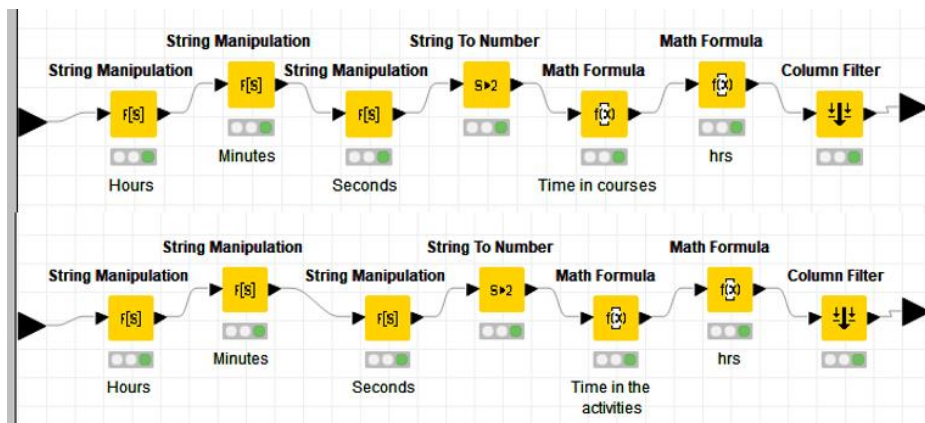 String Manipulation String To Number Math Formula
String Manipulation String Manipulation Math Formula Column Filter
F[S] F[S] F[S] S▸2 f(x) f(x)
Minutes hrs
Hours Seconds Time in courses
String Manipulation String To Number Math Formula
String Manipulation String Manipulation Math Formula Column Filter
F[S] F[S] F[S] S▸2 f(x) f(x)
Minutes hrs
Hours Seconds Time in the
activities